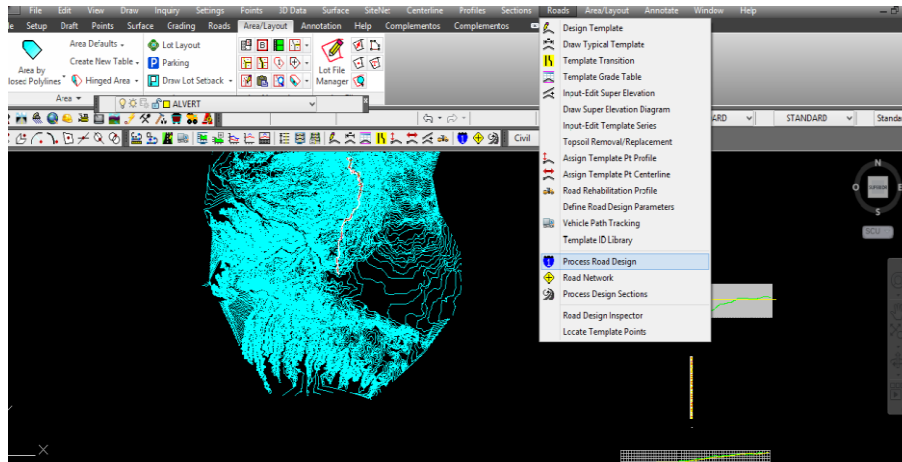 File Edit View Draw Inquiry Settings Points 3D Data Surface SiteNet Centerline Profiles Sections Roads Area/Layout Annotate Window Help
Setup Draft Points Surface Grading Roads Area/Layout Annotation Help Complementos Complementos
Area Defaults
Create New Table
Hinged Area
Area by
losed Polylines
Lot Layout
Parking
Draw Lot Setback
Lot File
Manager
Area
ALVERT
Design Template
Draw Typical Template
Template Transition
Template Grade Table
Input-Edit Super Elevation
Draw Super Elevation Diagram
Input-Edit Template Series
Topsoil Removal/Replacement
Assign Template Pt Profile
Assign Template Pt Centerline
Road Rehabilitation Profile
Define Road Design Parameters
Vehicle Path Tracking
Template ID Library
Process Road Design
Road Network
Process Design Sections
Road Design Inspector
Locate Template Points
ARD
STANDARD
Standa
Civil
N
O
SUPERIOR
E
S
SCU
X